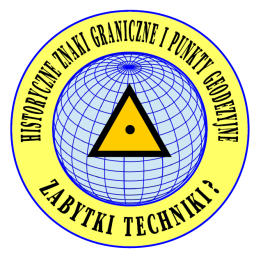 HISTORYCZNE ZNAKI GRANICZNE I PUNKTY GEODEZYJNE
ZABYTKI TECHNIKI?